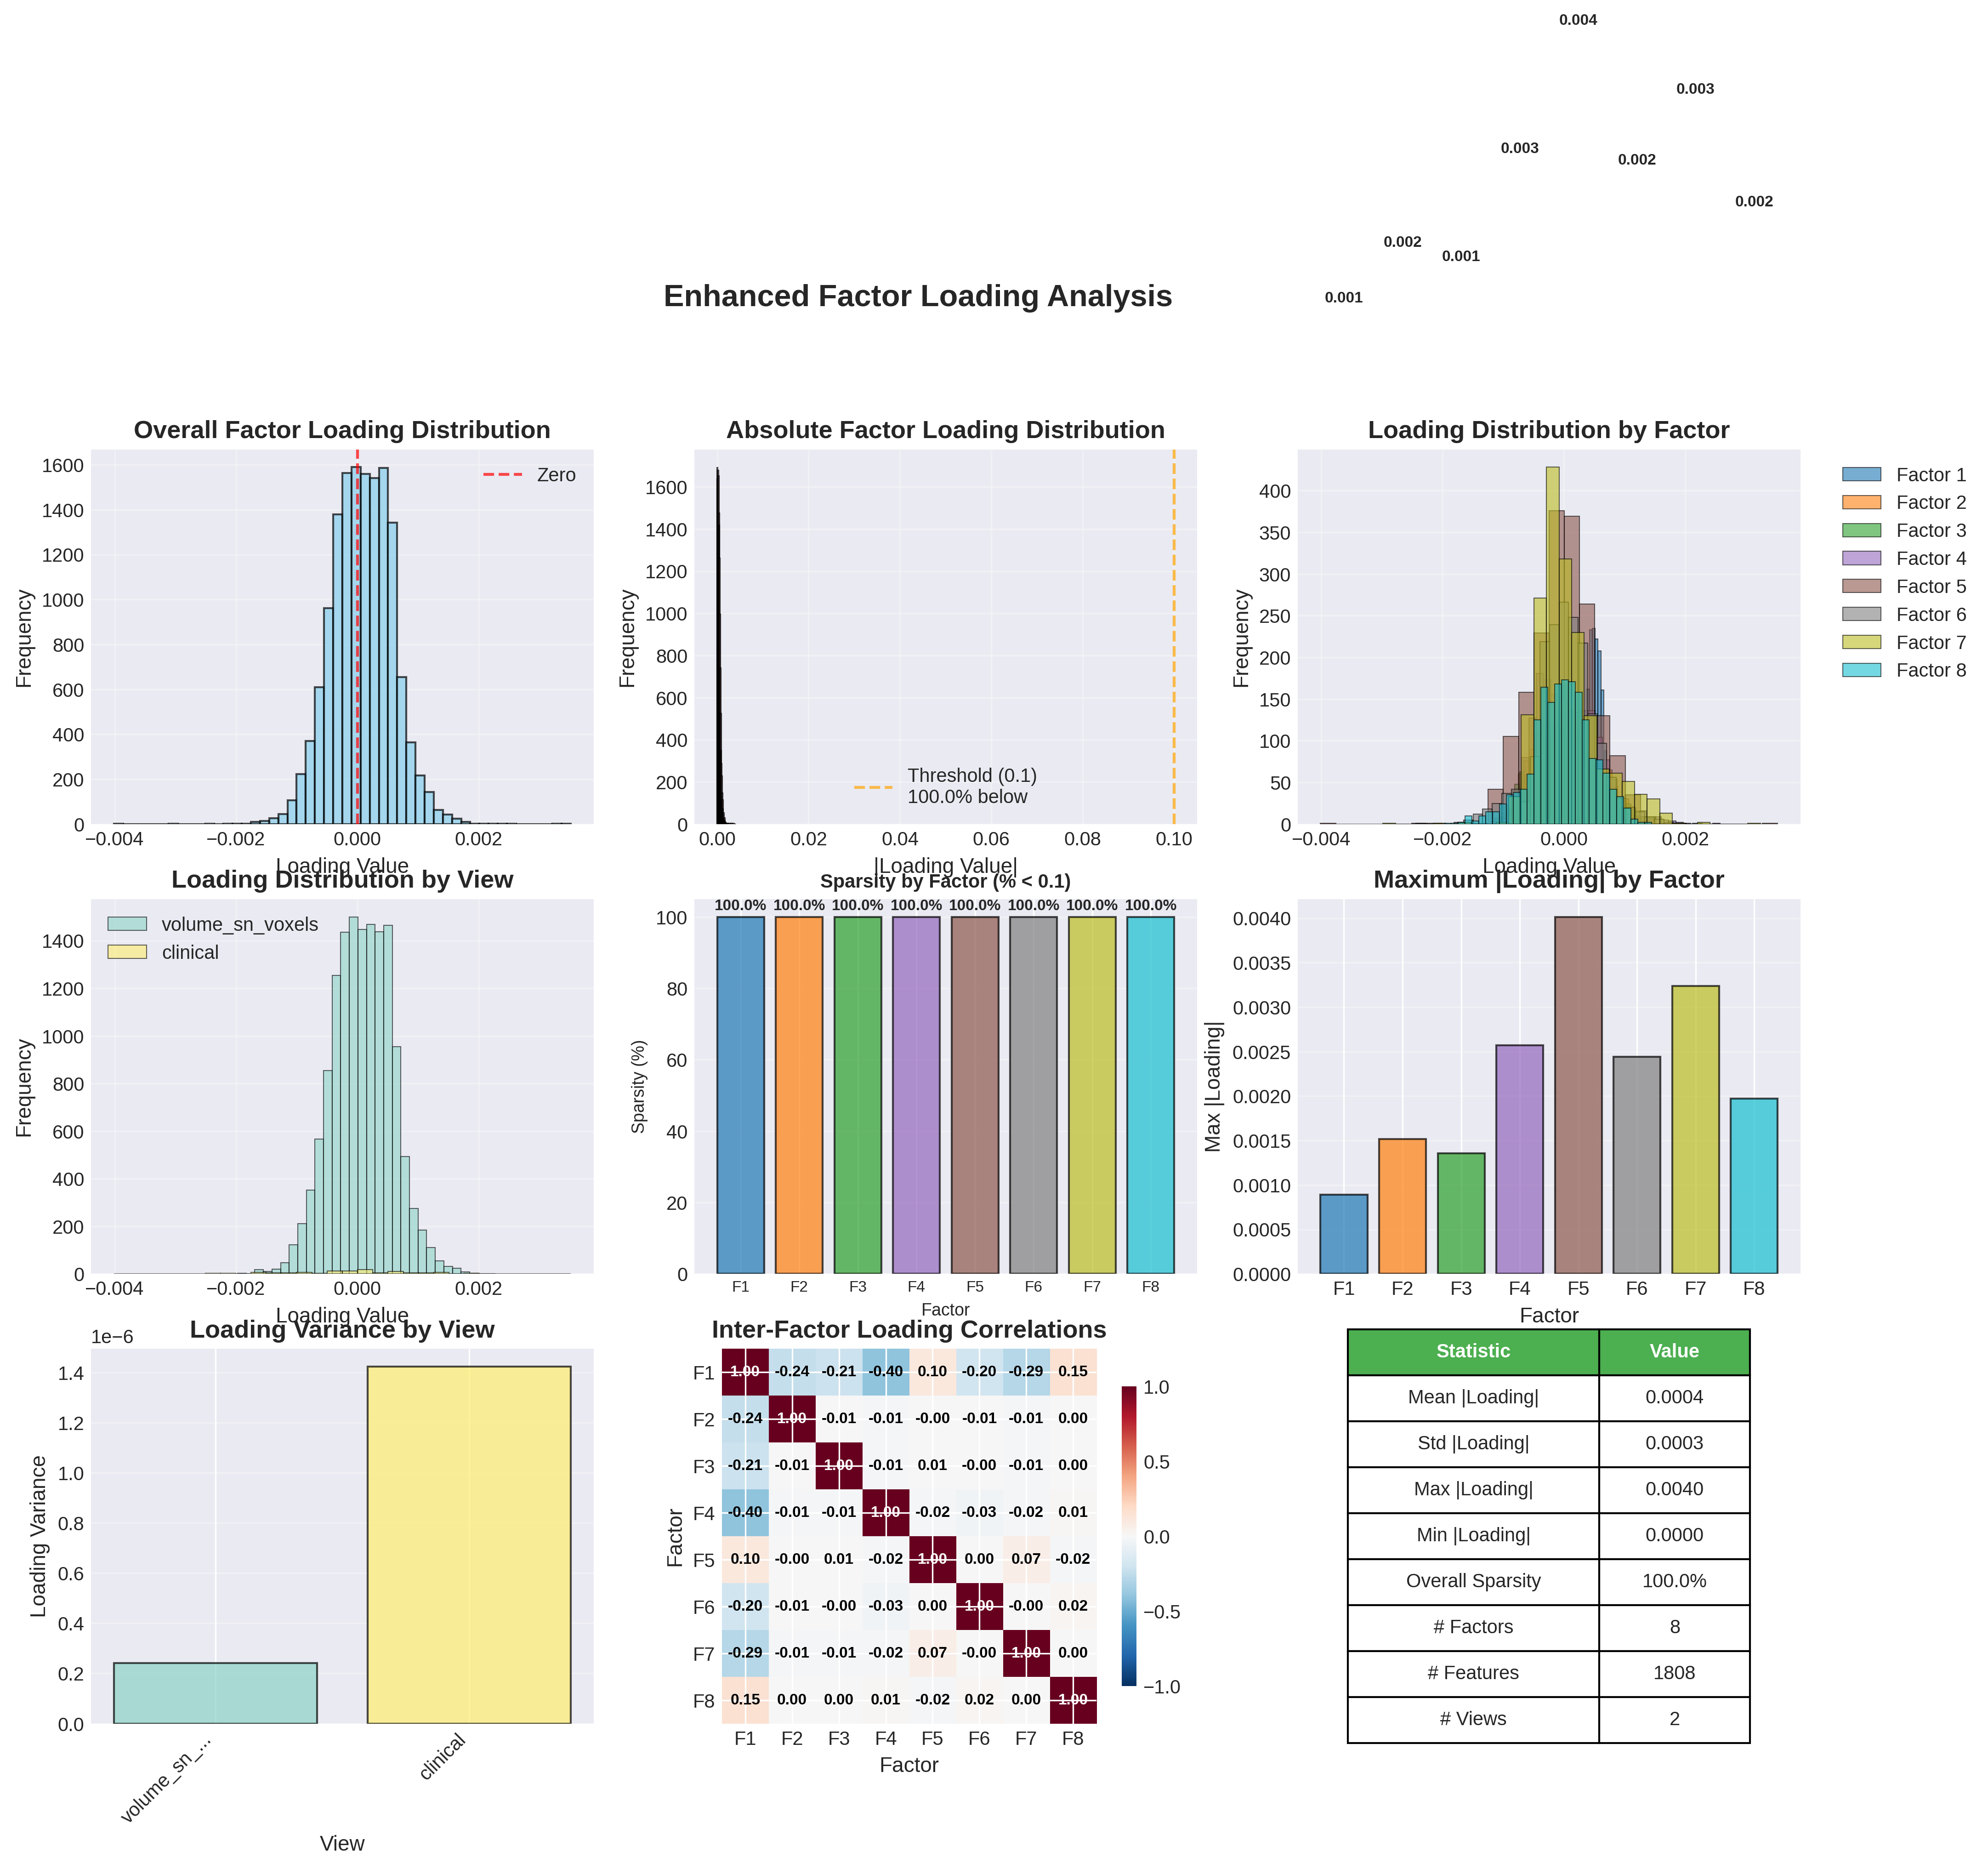 0.004
0.003
0.003
0.002
0.002
0.002
0.001
0.001
Enhanced Factor Loading Analysis
Overall Factor Loading Distribution
Frequency
1600
1400
1200
1000
800
600
400
200
0
−0.004 −0.002 0.000 0.002
Loading Value
Zero
Absolute Factor Loading Distribution
Frequency
1600
1400
1200
1000
800
600
400
200
0
0.00 0.02 0.04 0.06 0.08 0.10
|Loading Value|
Threshold (0.1)
100.0% below
Loading Distribution by Factor
Frequency
400
350
300
250
200
150
100
50
0
−0.004 −0.002 0.000 0.002
Loading Value
Factor 1
Factor 2
Factor 3
Factor 4
Factor 5
Factor 6
Factor 7
Factor 8
Loading Distribution by View
Frequency
1400
1200
1000
800
600
400
200
0
−0.004 −0.002 0.000 0.002
Loading Value
volume_sn_voxels
clinical
Sparsity by Factor (% < 0.1)
100.0% 100.0% 100.0% 100.0% 100.0% 100.0% 100.0% 100.0%
Sparsity (%)
100
80
60
40
20
0
F1 F2 F3 F4 F5 F6 F7 F8
Factor
Maximum |Loading| by Factor
Max |Loading|
0.0040
0.0035
0.0030
0.0025
0.0020
0.0015
0.0010
0.0005
0.0000
F1 F2 F3 F4 F5 F6 F7 F8
Factor
Loading Variance by View
1e−6
Loading Variance
1.4
1.2
1.0
0.8
0.6
0.4
0.2
0.0
volume_sn_...
clinical
View
Inter-Factor Loading Correlations
Factor
F1 1.00 -0.24 -0.21 -0.40 0.10 -0.20 -0.29 0.15
F2 -0.24 1.00 -0.01 -0.01 -0.00 -0.01 -0.01 0.00
F3 -0.21 -0.01 1.00 -0.01 0.01 -0.00 -0.01 0.00
F4 -0.40 -0.01 -0.01 1.00 -0.02 -0.03 -0.02 0.01
F5 0.10 -0.00 0.01 -0.02 1.00 0.00 0.07 -0.02
F6 -0.20 -0.01 -0.00 -0.03 0.00 1.00 -0.00 0.02
F7 -0.29 -0.01 -0.01 -0.02 0.07 -0.00 1.00 0.00
F8 0.15 0.00 0.00 0.01 -0.02 0.02 0.00 1.00
F1 F2 F3 F4 F5 F6 F7 F8
Factor
1.0
0.5
0.0
−0.5
−1.0
Statistic Value
Mean |Loading| 0.0004
Std |Loading| 0.0003
Max |Loading| 0.0040
Min |Loading| 0.0000
Overall Sparsity 100.0%
# Factors 8
# Features 1808
# Views 2